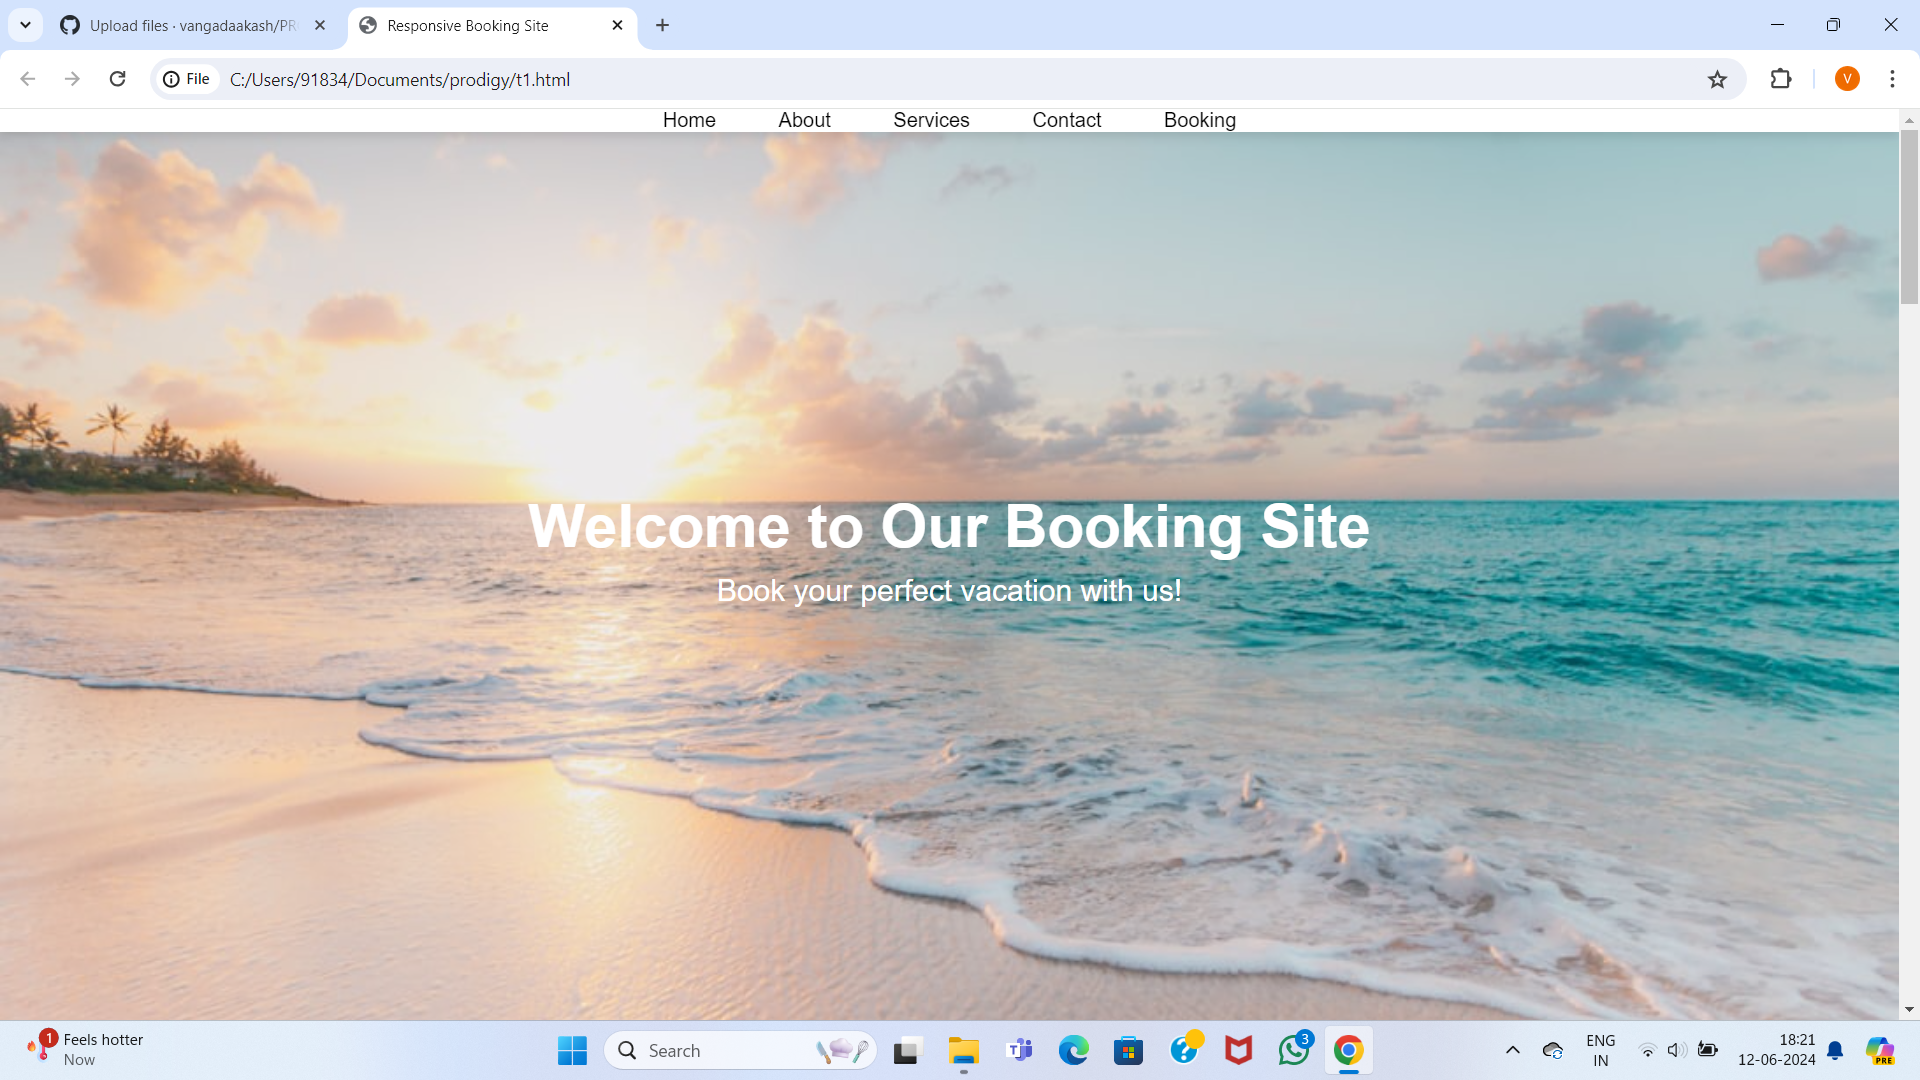 Upload files · vangadaakash/PR
Responsive Booking Site
File
C:/Users/91834/Documents/prodigy/t1.html
V
Home
About
Services
Contact
Booking
Welcome to Our Booking Site
Book your perfect vacation with us!
1
Feels hotter
Now
Search
3
ENG
IN
18:21
12-06-2024
PRE